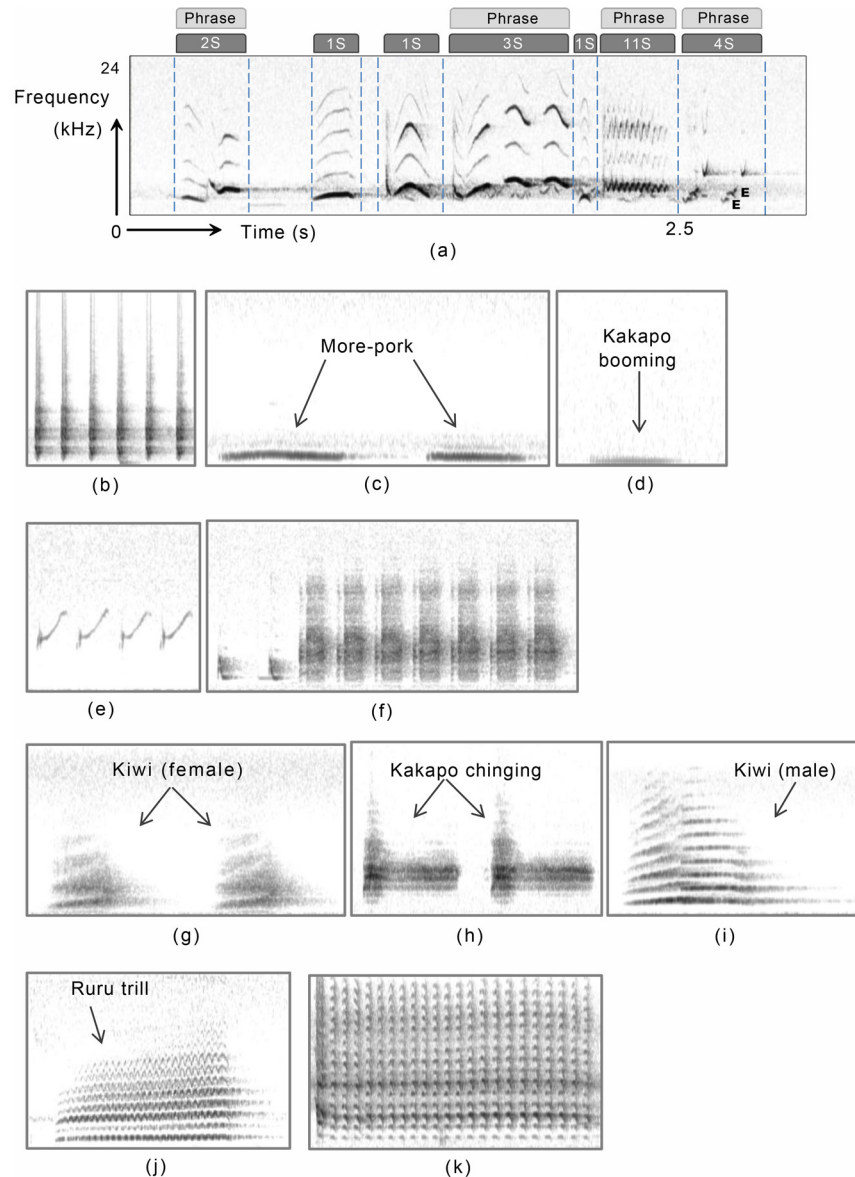 Phrase Phrase Phrase Phrase
2S 1S 1S 3S 1S 11S 4S
24
Frequency
(kHz)
E
E
0 Time (s) 2.5
(a)
More-pork
Kakapo
booming
(b) (c) (d)
(e) (f)
Kiwi (female) Kakapo chinging Kiwi (male)
(g) (h) (i)
Ruru trill
(j) (k)